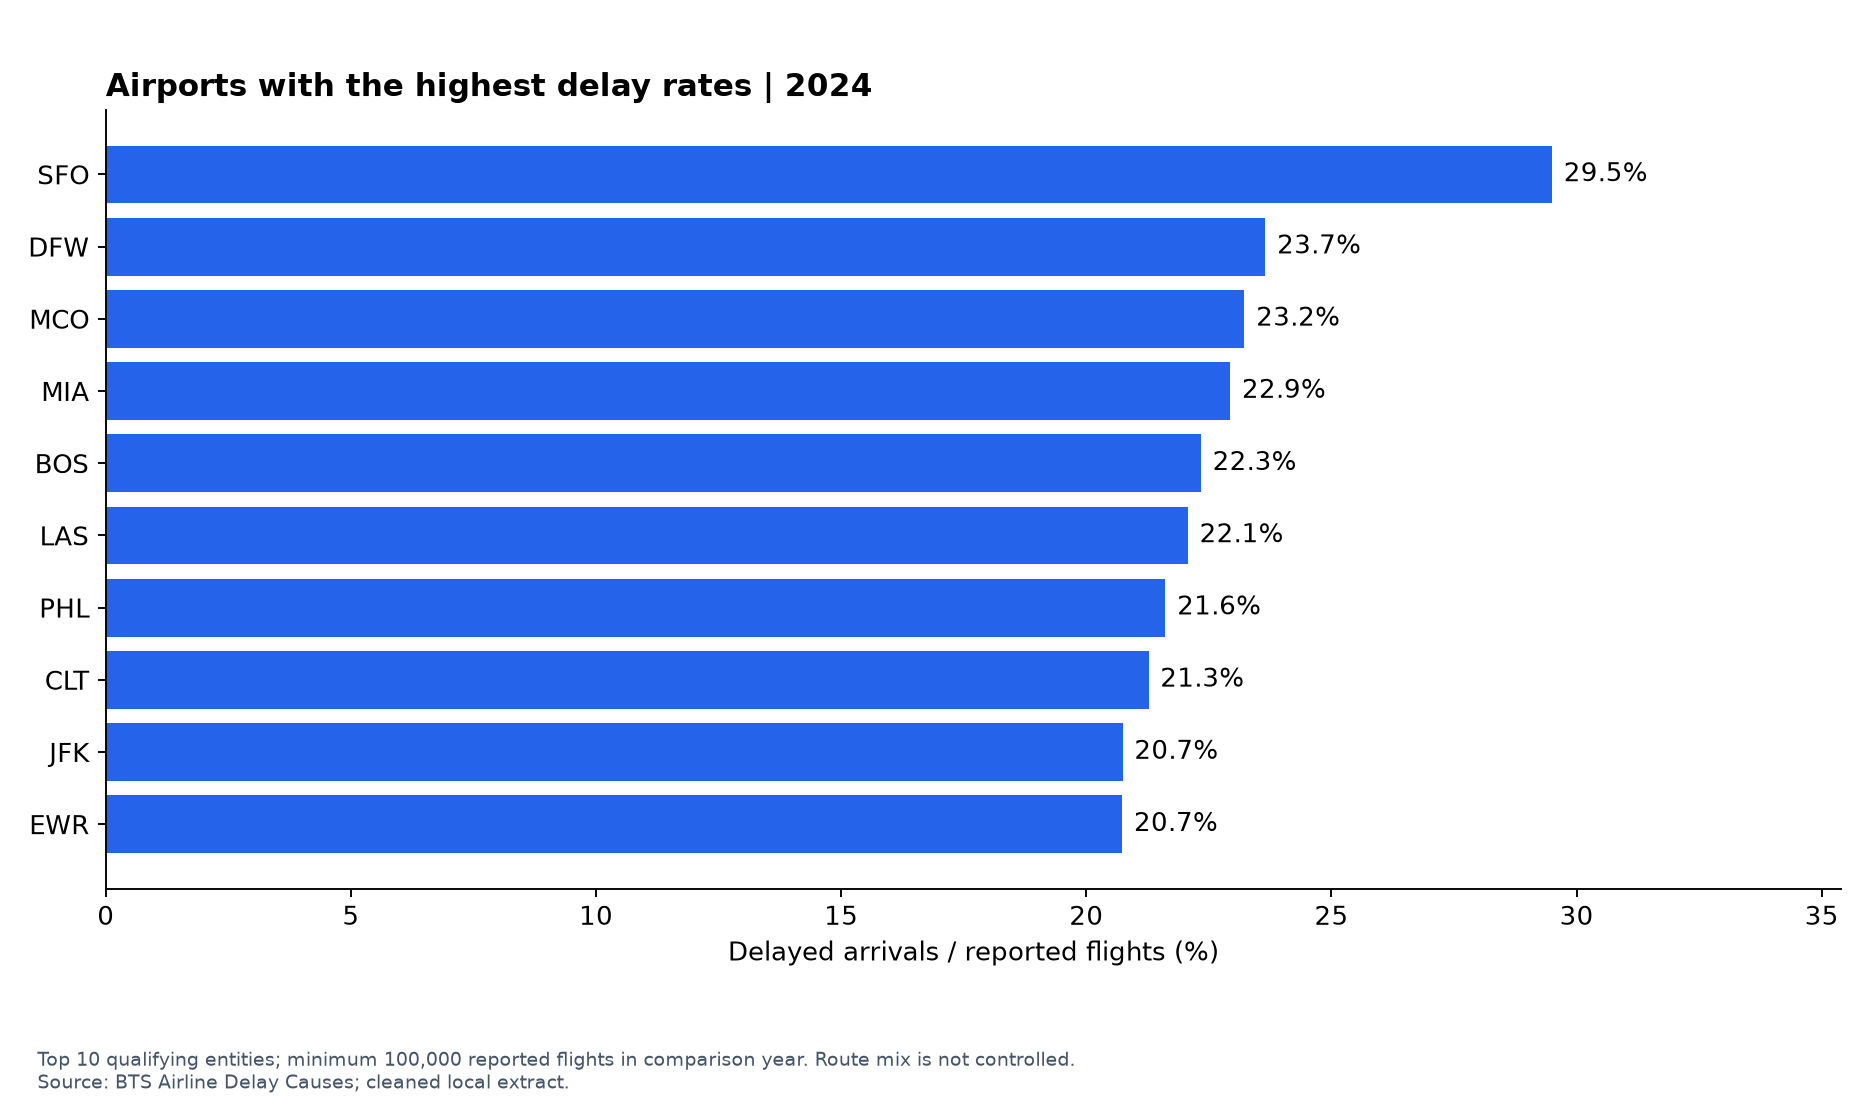 Airports with the highest delay rates | 2024
SFO 29.5%
DFW 23.7%
MCO 23.2%
MIA 22.9%
BOS 22.3%
LAS 22.1%
PHL 21.6%
CLT 21.3%
JFK 20.7%
EWR 20.7%
0 5 10 15 20 25 30 35
Delayed arrivals / reported flights (%)
Top 10 qualifying entities; minimum 100,000 reported flights in comparison year. Route mix is not controlled.
Source: BTS Airline Delay Causes; cleaned local extract.